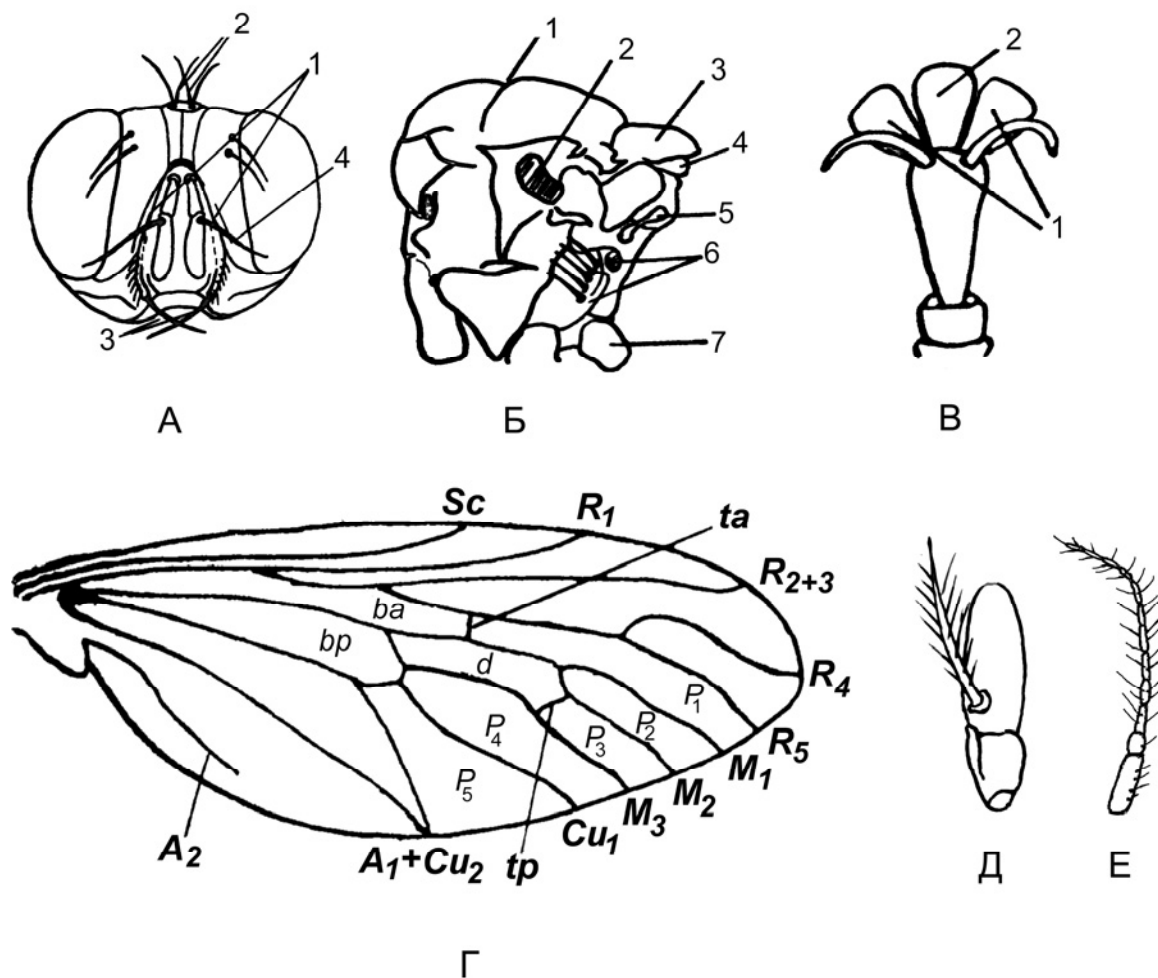 2
1
4
3
А
1
2
3
4
5
6
7
Б
2
1
В
Sc
R1
ta
R2+3
ba
bp
d
R4
P1
P2
P3
P4
P5
R5
M1
M2
M3
Cu1
tp
A1+Cu2
A2
Г
Д
Е